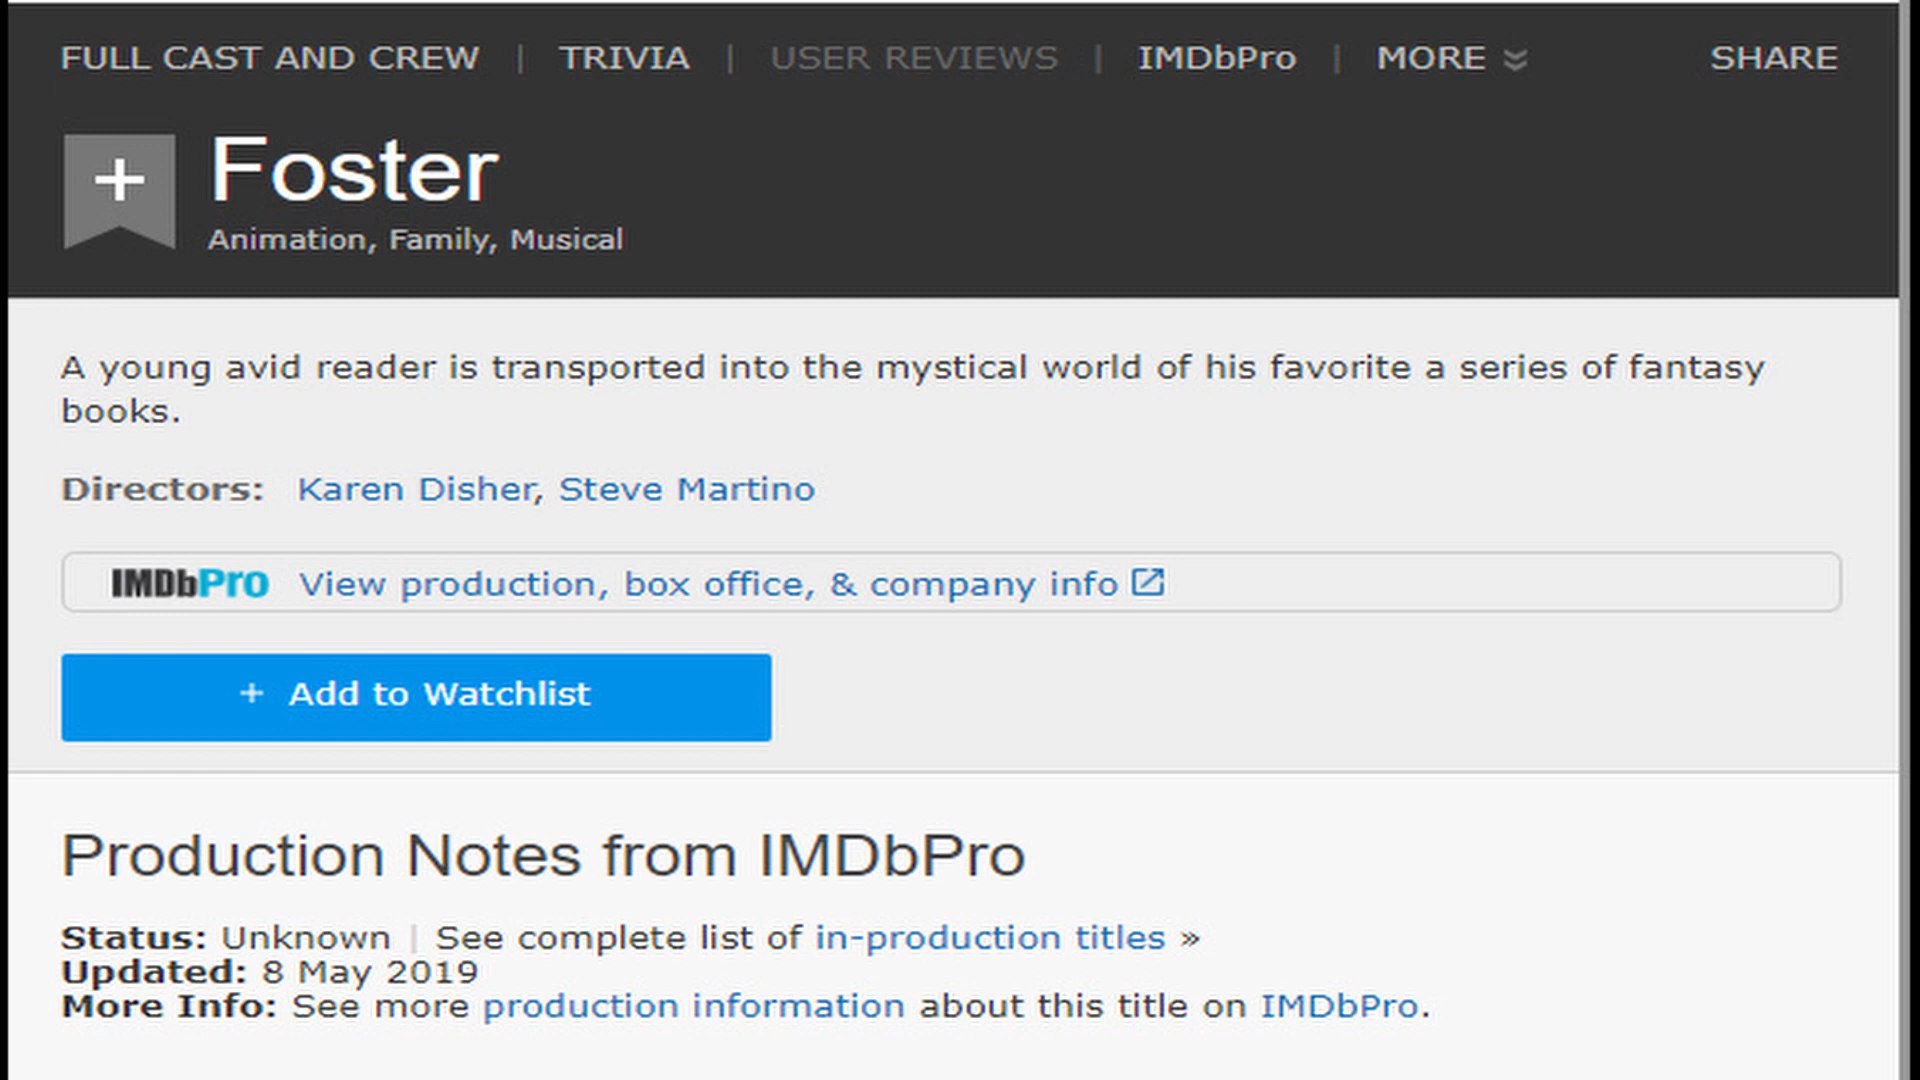 FULL CAST AND CREW | TRIVIA | USER REVIEWS | IMDbPro | MORE SHARE
+ Foster
Animation, Family, Musical
A young avid reader is transported into the mystical world of his favorite a series of fantasy
books.
Directors: Karen Disher, Steve Martino
IMDbPro View production, box office, & company info
+ Add to Watchlist
Production Notes from IMDbPro
Status: Unknown | See complete list of in-production titles »
Updated: 8 May 2019
More Info: See more production information about this title on IMDbPro.